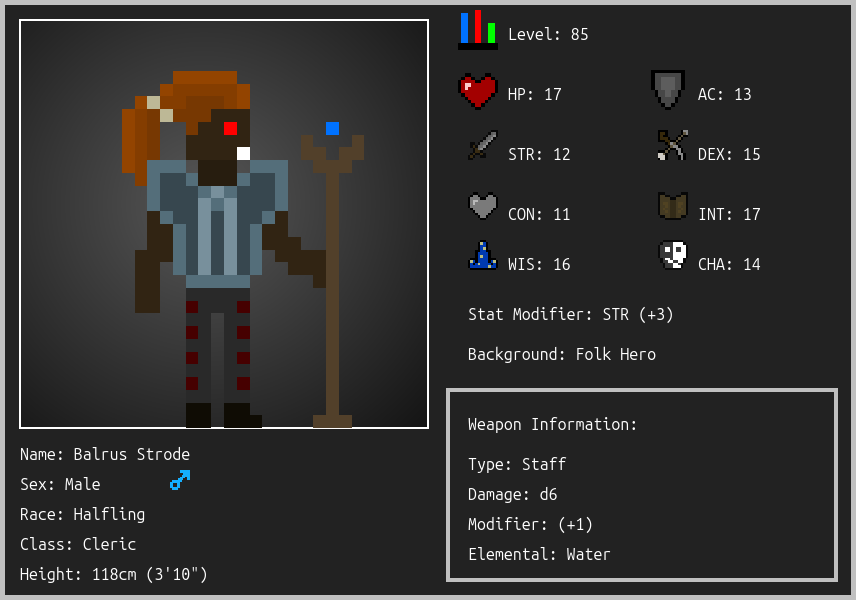 Level: 85
HP: 17
AC: 13
STR: 12
DEX: 15
CON: 11
INT: 17
WIS: 16
CHA: 14
Stat Modifier: STR (+3)
Background: Folk Hero
Weapon Information:
Type: Staff
Damage: d6
Modifier: (+1)
Elemental: Water
Name: Balrus Strode
Sex: Male
Race: Halfling
Class: Cleric
Height: 118cm (3'10")